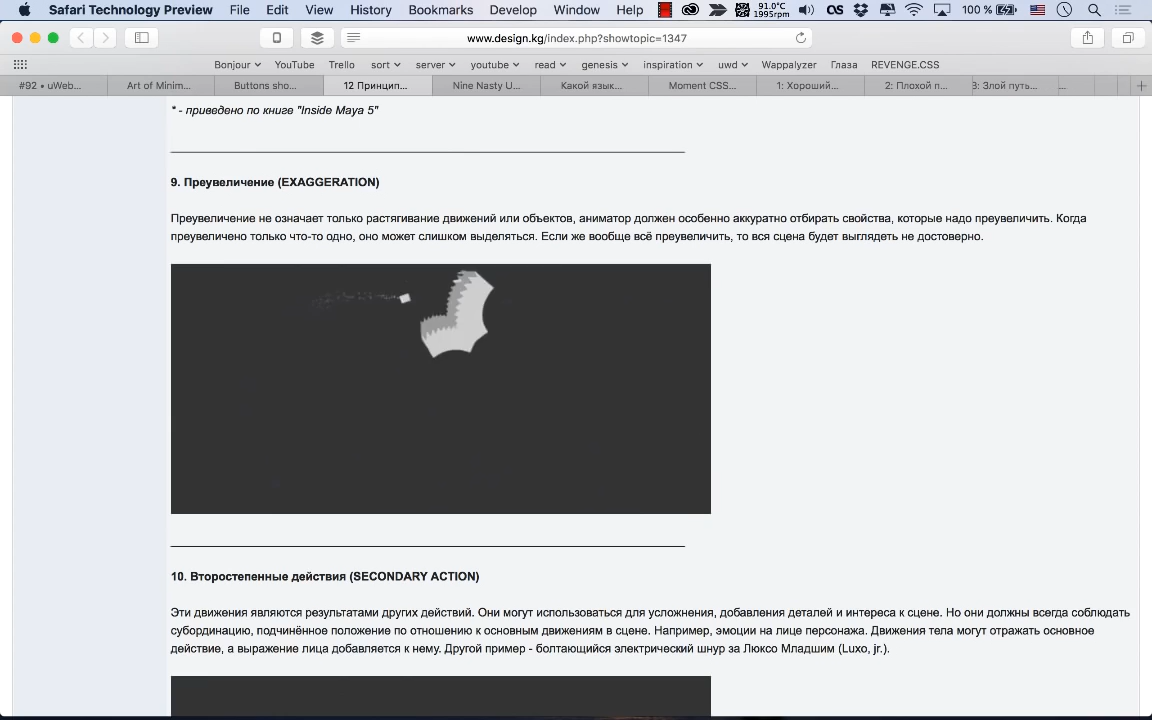 Safari Technology Preview File Edit View History Bookmarks Develop Window Help 91.0°C 1995rpm 100 %
www.design.kg/index.php?showtopic=1347
Bonjour YouTube Trello sort server youtube read genesis inspiration uwd Wappalyzer Глаза REVENGE.CSS
#92 • uWeb... Art of Minim... Buttons sho... 12 Принцип... Nine Nasty U... Какой язык... Moment CSS... 1: Хороший... 2: Плохой п... 3: Злой путь... ...
* - приведено по книге "Inside Maya 5"
9. Преувеличение (EXAGGERATION)
Преувеличение не означает только растягивание движений или объектов, аниматор должен особенно аккуратно отбирать свойства, которые надо преувеличить. Когда
преувеличено только что-то одно, оно может слишком выделяться. Если же вообще всё преувеличить, то вся сцена будет выглядеть не достоверно.
10. Второстепенные действия (SECONDARY ACTION)
Эти движения являются результатами других действий. Они могут использоваться для усложнения, добавления деталей и интереса к сцене. Но они должны всегда соблюдать
субординацию, подчинённое положение по отношению к основным движениям в сцене. Например, эмоции на лице персонажа. Движения тела могут отражать основное
действие, а выражение лица добавляется к нему. Другой пример - болтающийся электрический шнур за Люксо Младшим (Luxo, jr.).